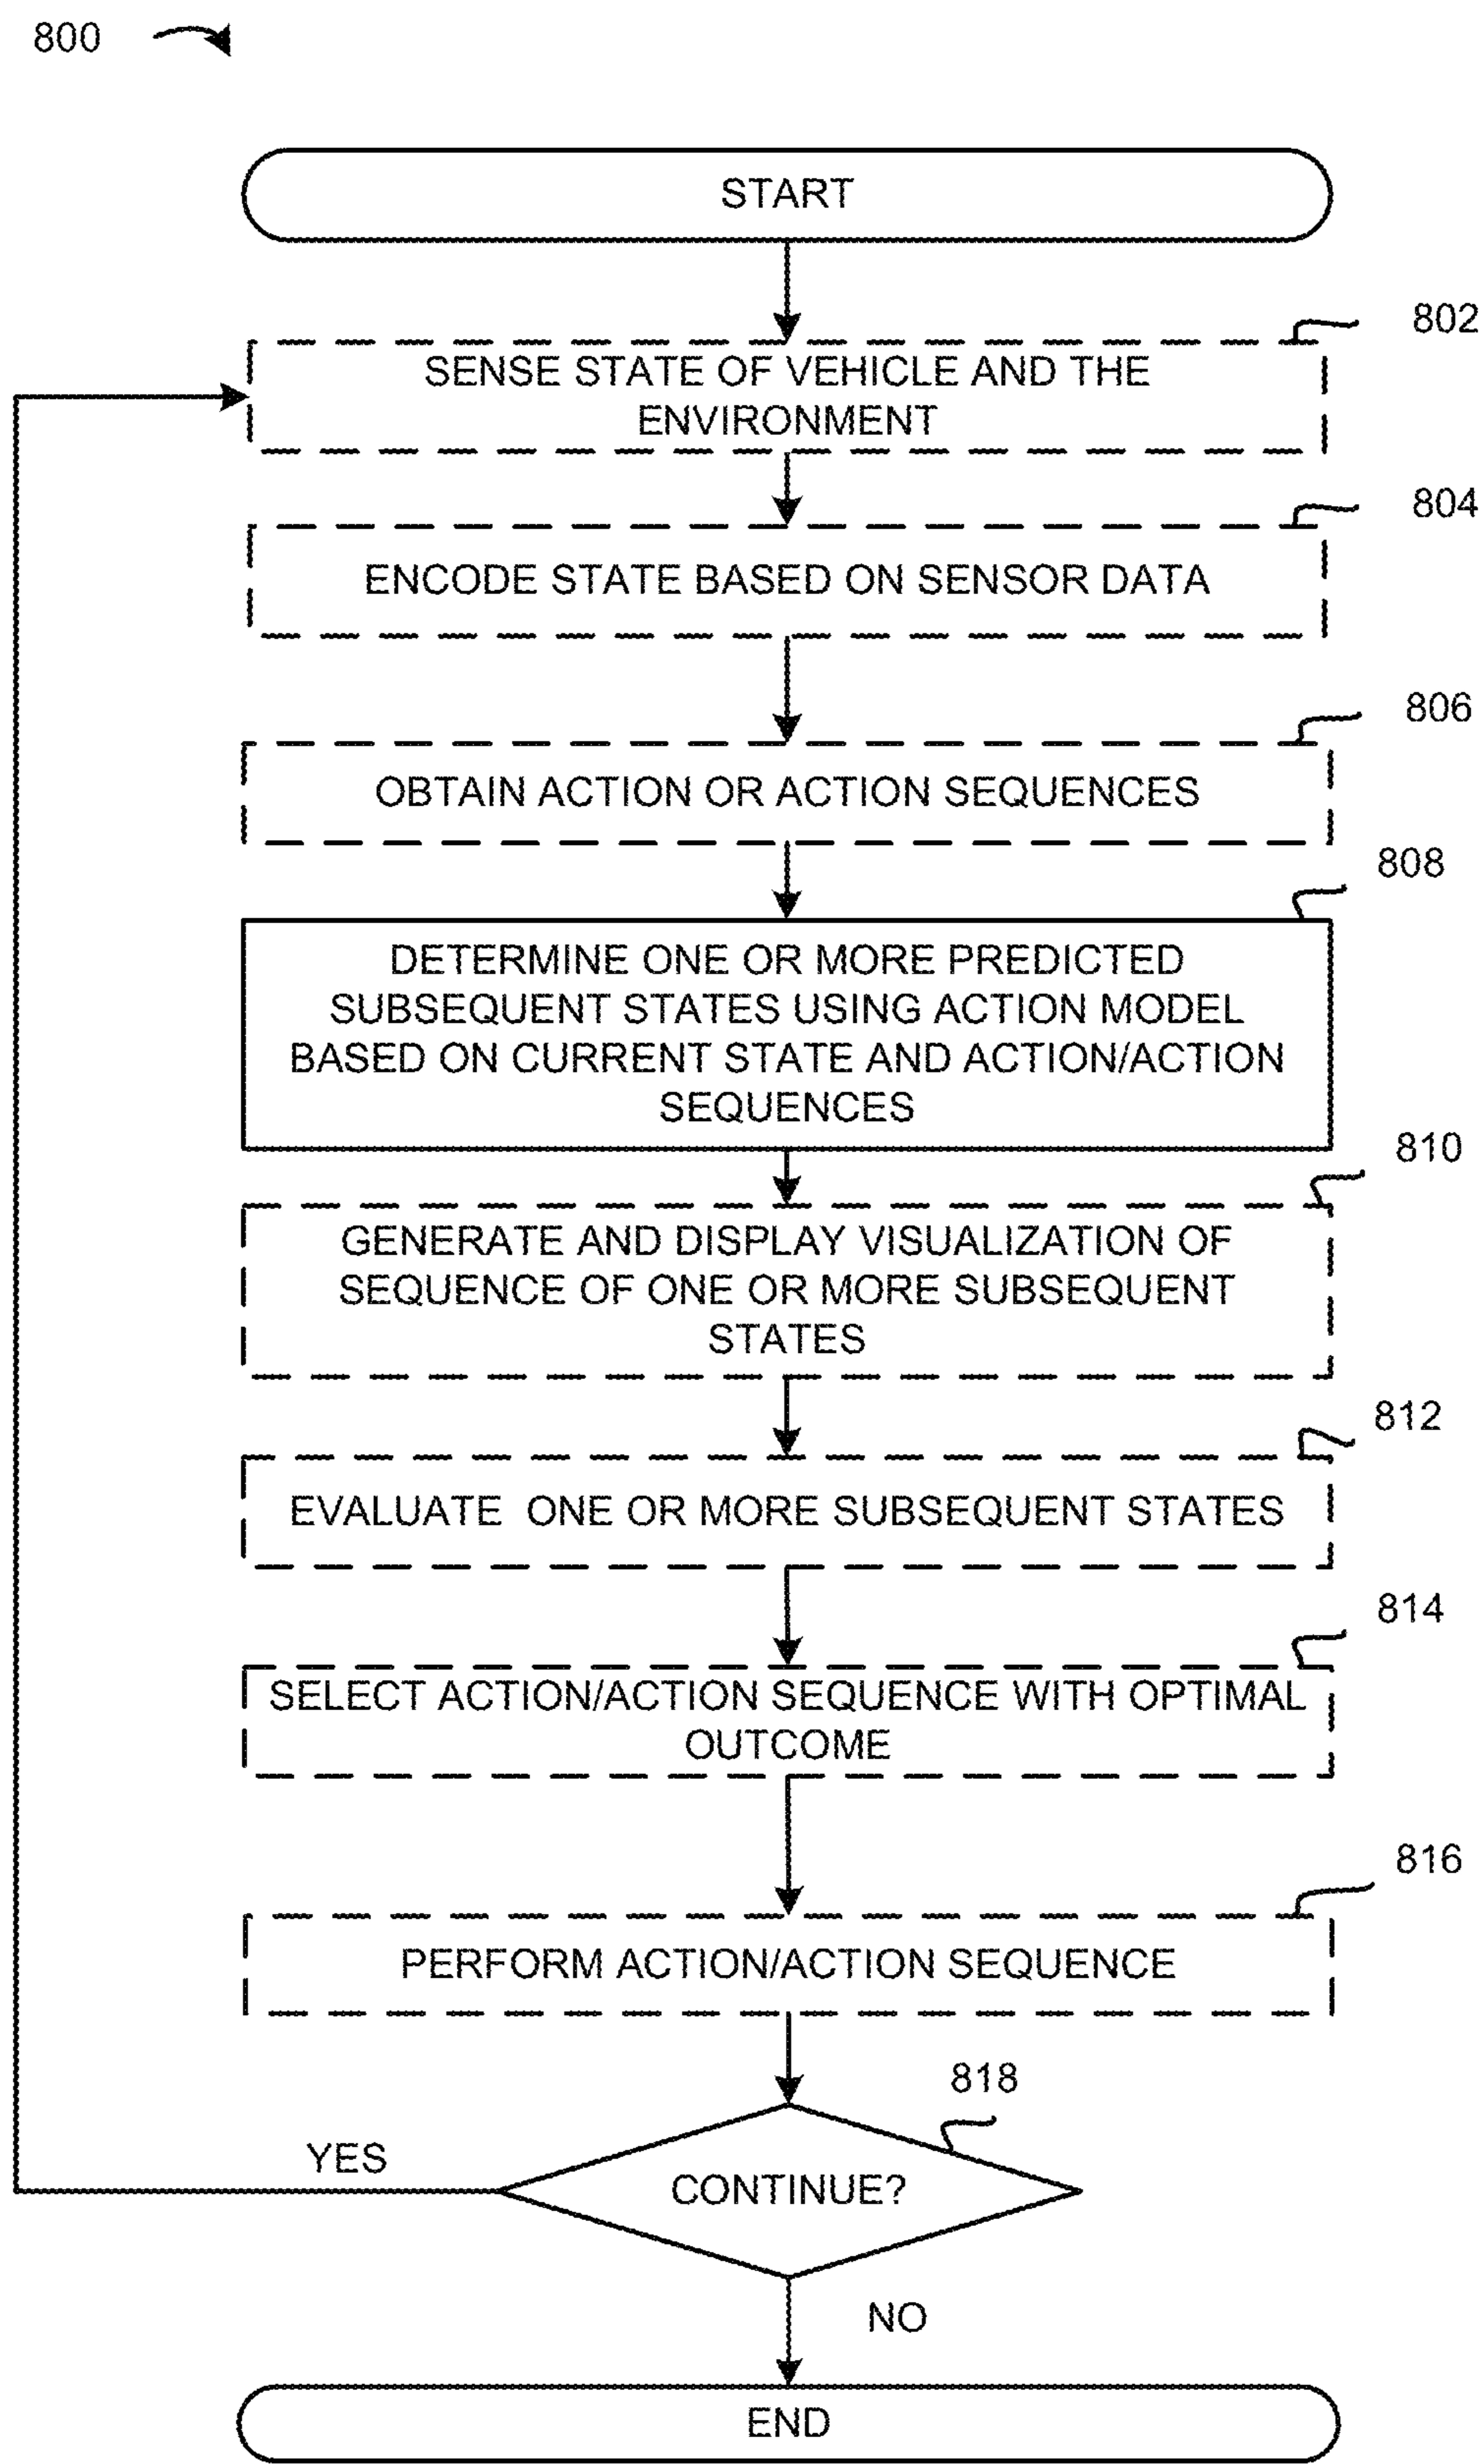 800
START
802
SENSE STATE OF VEHICLE AND THE
ENVIRONMENT
804
ENCODE STATE BASED ON SENSOR DATA
806
OBTAIN ACTION OR ACTION SEQUENCES
808
DETERMINE ONE OR MORE PREDICTED
SUBSEQUENT STATES USING ACTION MODEL
BASED ON CURRENT STATE AND ACTION/ACTION
SEQUENCES
810
GENERATE AND DISPLAY VISUALIZATION OF
SEQUENCE OF ONE OR MORE SUBSEQUENT
STATES
812
EVALUATE ONE OR MORE SUBSEQUENT STATES
814
SELECT ACTION/ACTION SEQUENCE WITH OPTIMAL
OUTCOME
816
PERFORM ACTION/ACTION SEQUENCE
818
YES
CONTINUE?
NO
END